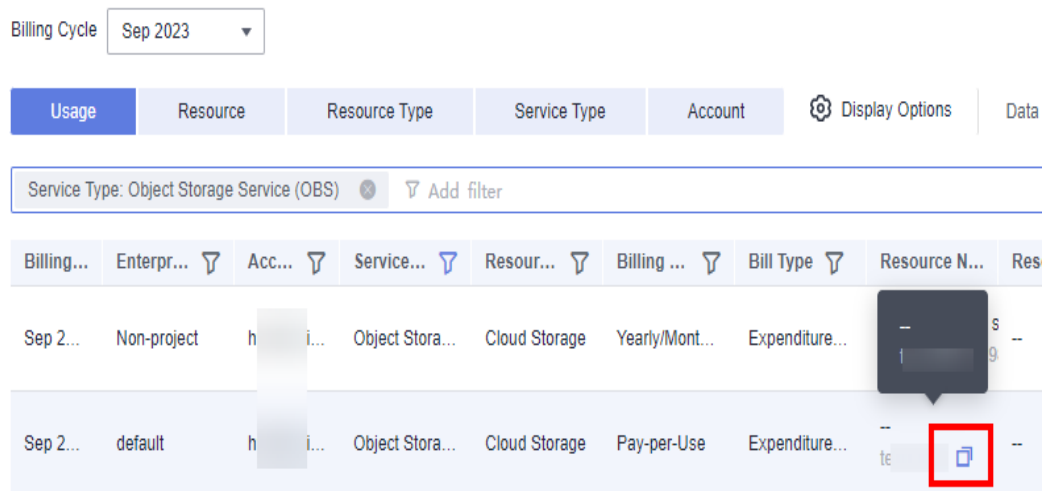 Billing Cycle Sep 2023
Usage Resource Resource Type Service Type Account Display Options Data
Service Type: Object Storage Service (OBS) Add filter
Billing... Enterpr... Acc... Service... Resour... Billing ... Bill Type Resource N... Res
--
Sep 2... Non-project h i... Object Stora... Cloud Storage Yearly/Mont... Expenditure... s --
9
--
Sep 2... default h i... Object Stora... Cloud Storage Pay-per-Use Expenditure... --
te